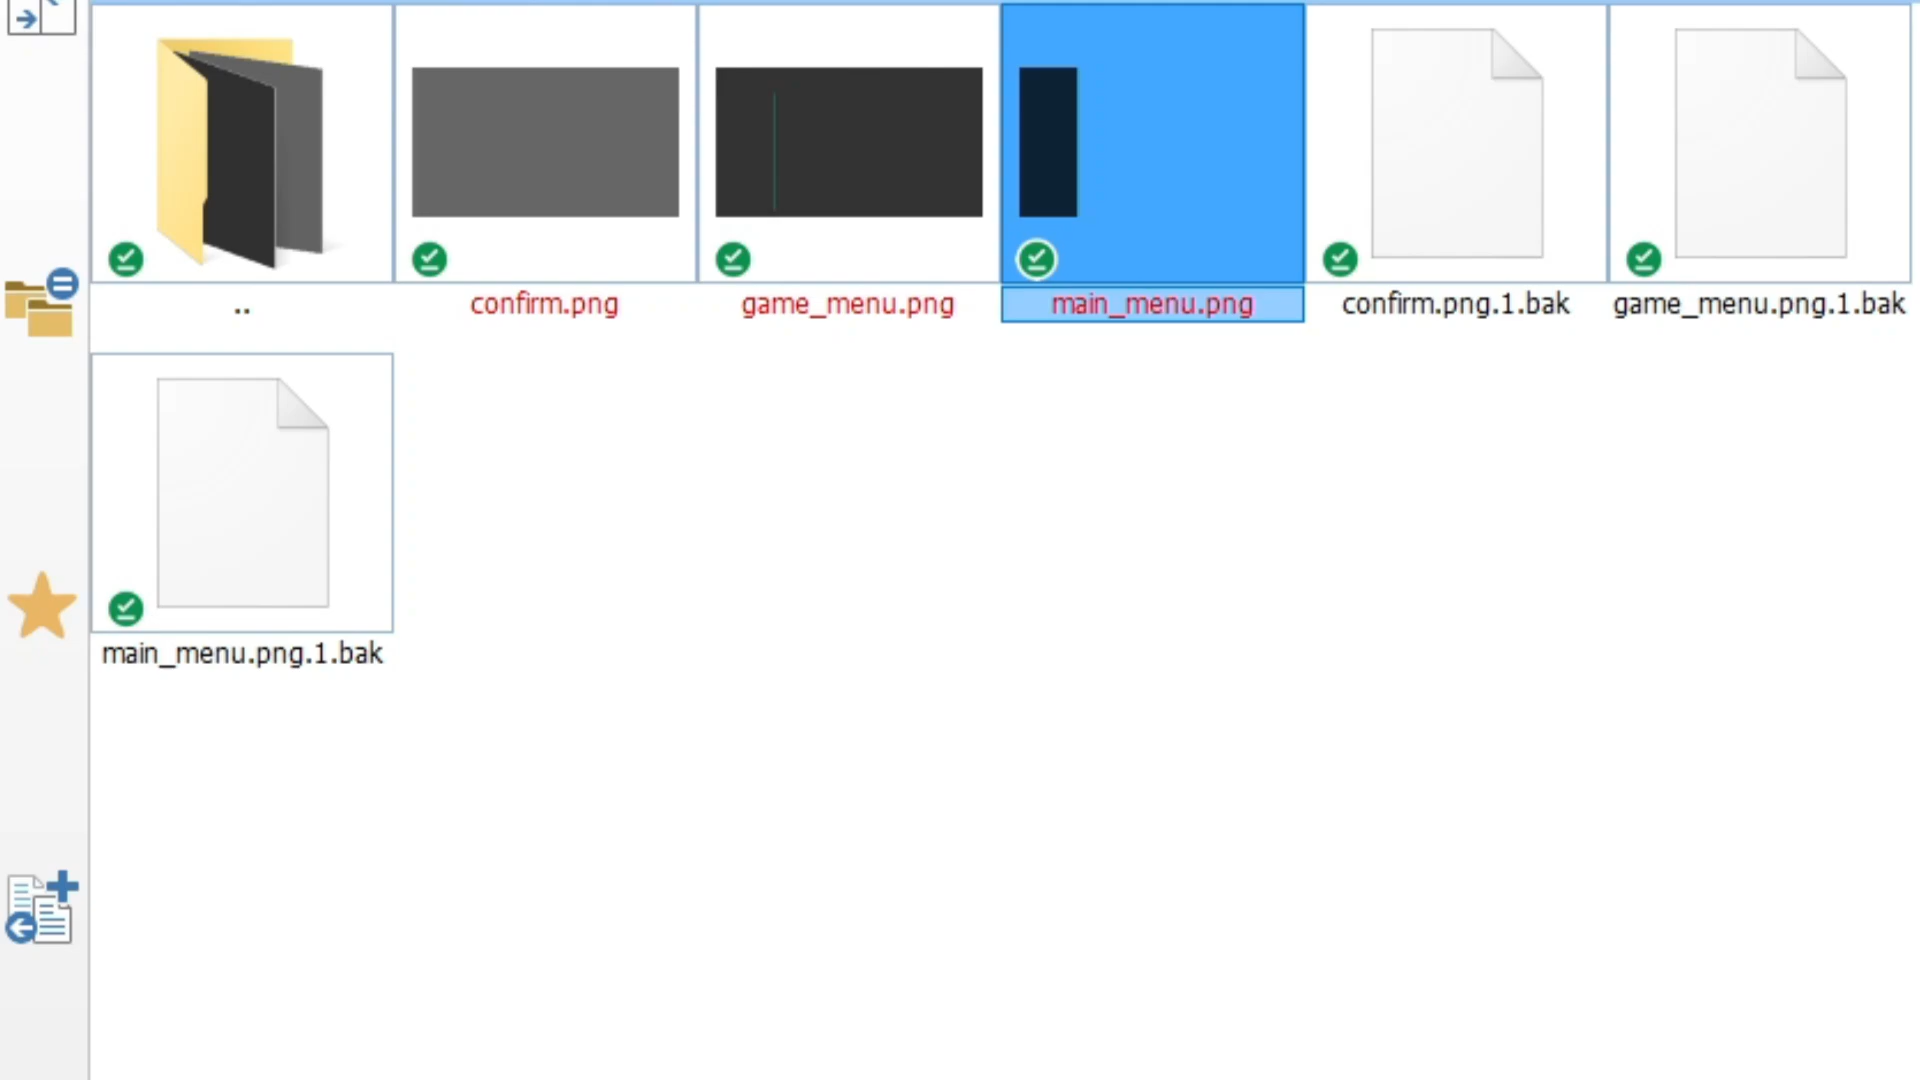 ..
confirm.png
game_menu.png
main_menu.png
confirm.png.1.bak
game_menu.png.1.bak
main_menu.png.1.bak